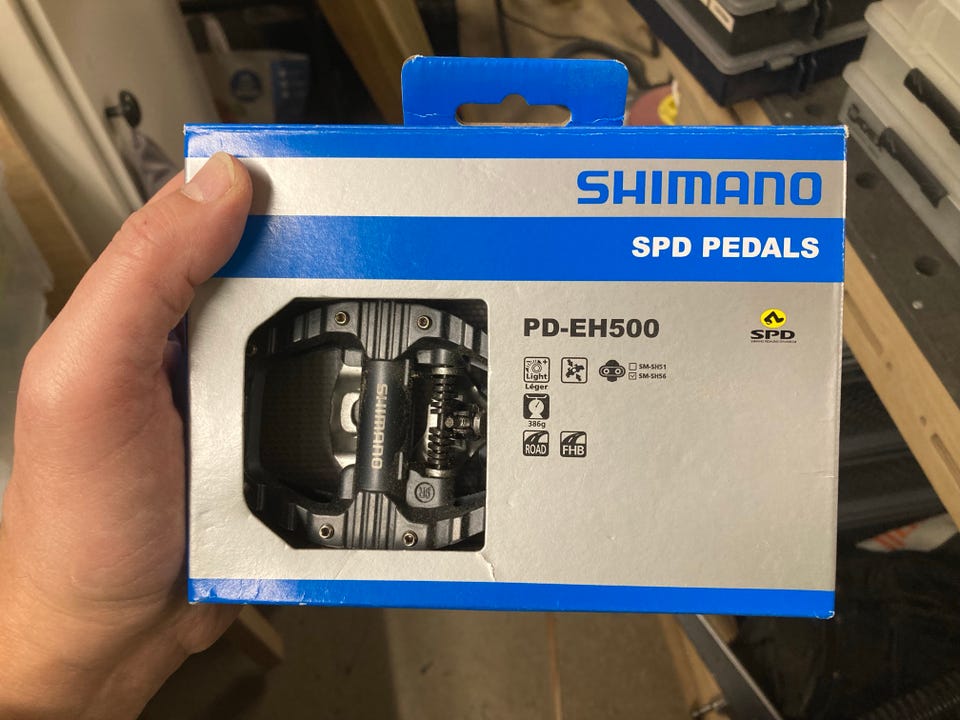 SHIMANO
SPD PEDALS
PD-EH500
SPD
Light
Léger
SM-SH51
SM-SH56
386g
ROAD
FHB
SHIMANO